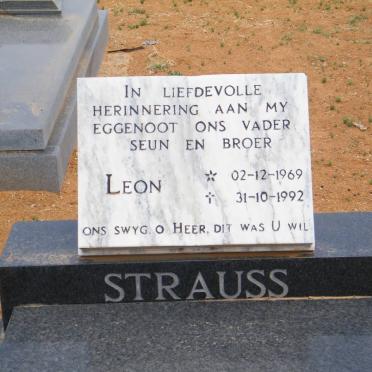 IN LIEFDEVOLLE
HERINNERING AAN MY
EGGENOOT ONS VADER
SEUN EN BROER
LEON * 02-12-1969
† 31-10-1992
ONS SWYG, O HEER, DIT WAS U WIL
STRAUSS